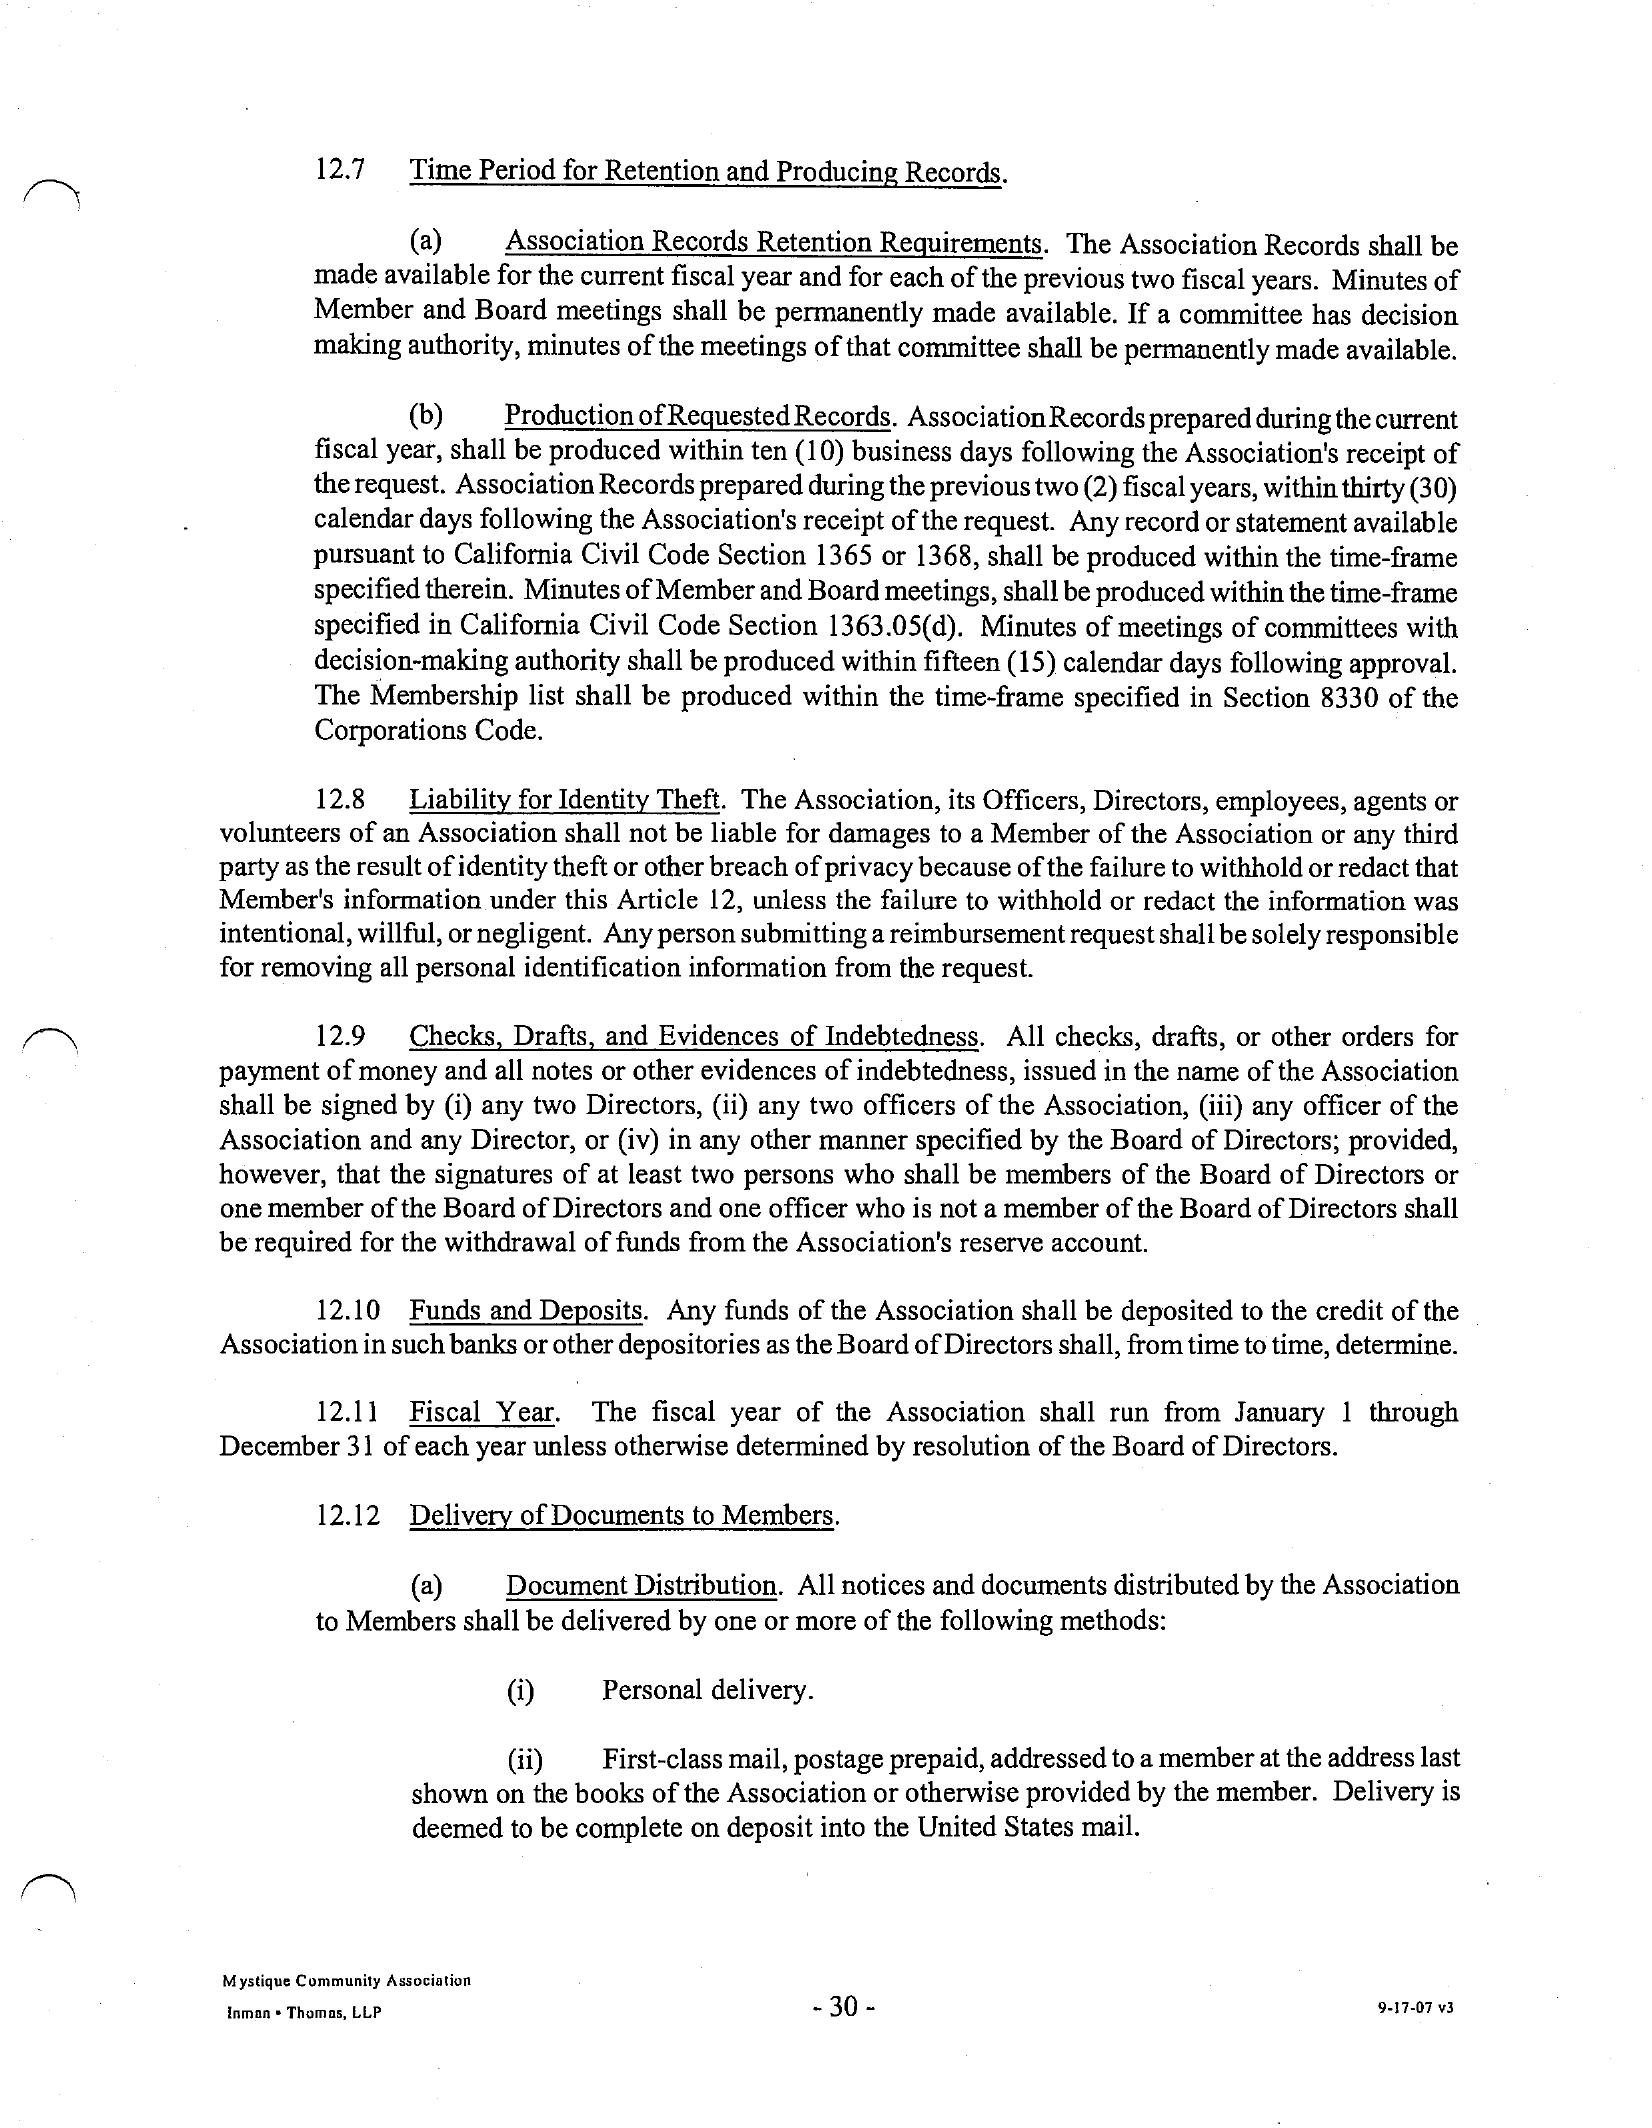 12.7 Time Period for Retention and Producing Records.
(a) Association Records Retention Requirements. The Association Records shall be
made available for the current fiscal year and for each of the previous two fiscal years. Minutes of
Member and Board meetings shall be permanently made available. If a committee has decision
making authority, minutes of the meetings of that committee shall be permanently made available.
(b) Production of Requested Records. Association Records prepared during the current
fiscal year, shall be produced within ten (10) business days following the Association's receipt of
the request. Association Records prepared during the previous two (2) fiscal years, within thirty (30)
calendar days following the Association's receipt of the request. Any record or statement available
pursuant to California Civil Code Section 1365 or 1368, shall be produced within the time-frame
specified therein. Minutes of Member and Board meetings, shall be produced within the time-frame
specified in California Civil Code Section 1363.05(d). Minutes of meetings of committees with
decision-making authority shall be produced within fifteen (15) calendar days following approval.
The Membership list shall be produced within the time-frame specified in Section 8330 of the
Corporations Code.
12.8 Liability for Identity Theft. The Association, its Officers, Directors, employees, agents or
volunteers of an Association shall not be liable for damages to a Member of the Association or any third
party as the result of identity theft or other breach of privacy because of the failure to withhold or redact that
Member's information under this Article 12, unless the failure to withhold or redact the information was
intentional, willful, or negligent. Any person submitting a reimbursement request shall be solely responsible
for removing all personal identification information from the request.
12.9 Checks, Drafts, and Evidences of Indebtedness. All checks, drafts, or other orders for
payment of money and all notes or other evidences of indebtedness, issued in the name of the Association
shall be signed by (i) any two Directors, (ii) any two officers of the Association, (iii) any officer of the
Association and any Director, or (iv) in any other manner specified by the Board of Directors; provided,
however, that the signatures of at least two persons who shall be members of the Board of Directors or
one member of the Board of Directors and one officer who is not a member of the Board of Directors shall
be required for the withdrawal of funds from the Association's reserve account.
12.10 Funds and Deposits. Any funds of the Association shall be deposited to the credit of the
Association in such banks or other depositories as the Board of Directors shall, from time to time, determine.
12.11 Fiscal Year. The fiscal year of the Association shall run from January 1 through
December 31 of each year unless otherwise determined by resolution of the Board of Directors.
12.12 Delivery of Documents to Members.
(a) Document Distribution. All notices and documents distributed by the Association
to Members shall be delivered by one or more of the following methods:
(i) Personal delivery.
(ii) First-class mail, postage prepaid, addressed to a member at the address last
shown on the books of the Association or otherwise provided by the member. Delivery is
deemed to be complete on deposit into the United States mail.
Mystique Community Association
Inman • Thomas, LLP
- 30 -
9-17-07 v3